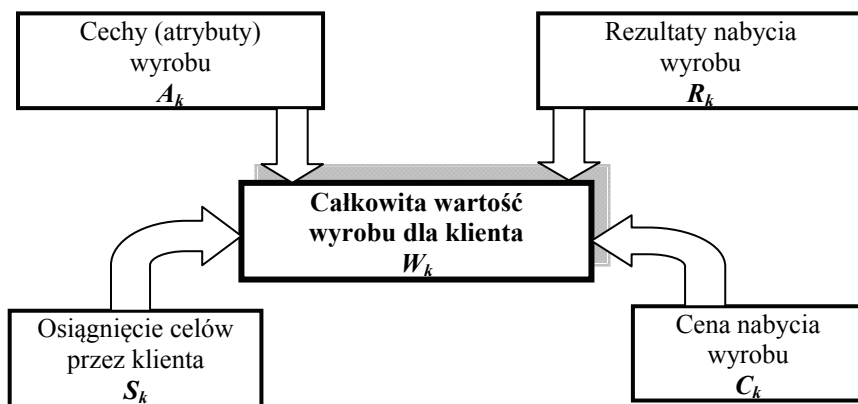 Cechy (atrybuty)
wyrobu
A_k
Rezultaty nabycia
wyrobu
R_k
Całkowita wartość
wyrobu dla klienta
W_k
Osiągnięcie celów
przez klienta
S_k
Cena nabycia
wyrobu
C_k